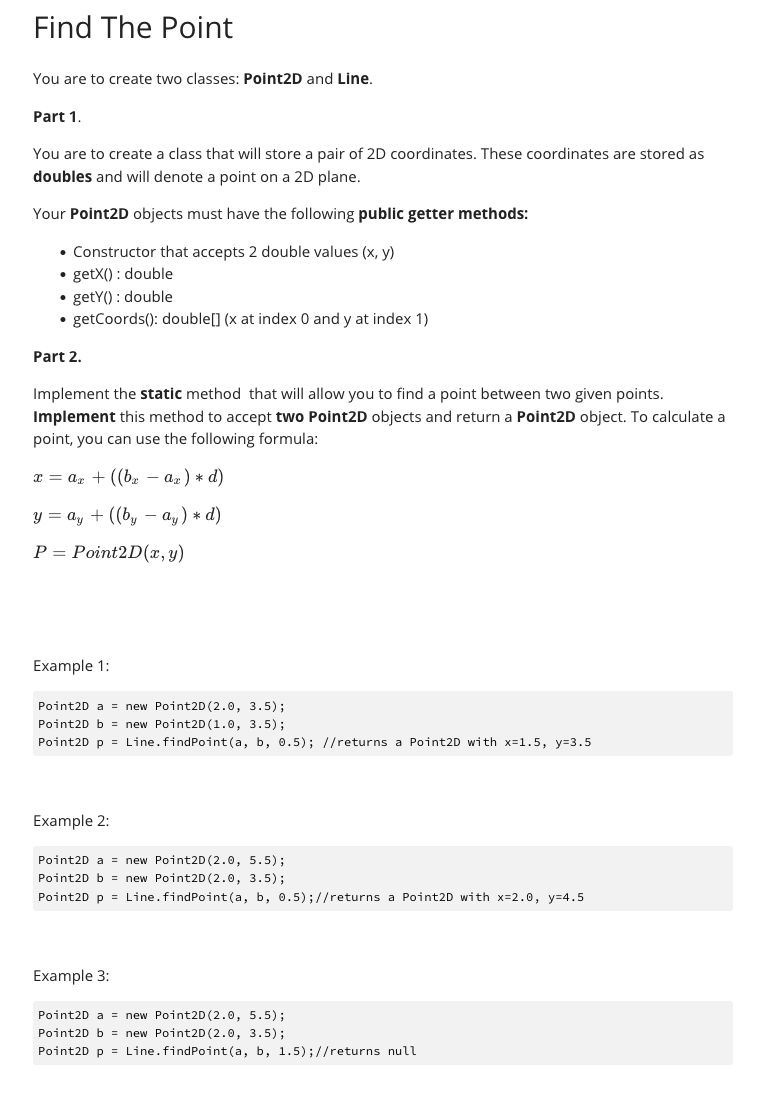 Find The Point
You are to create two classes: Point2D and Line.
Part 1.
You are to create a class that will store a pair of 2D coordinates. These coordinates are stored as
doubles and will denote a point on a 2D plane.
Your Point2D objects must have the following public getter methods:
• Constructor that accepts 2 double values (x, y)
• getX() : double
• getY() : double
• getCoords(): double[] (x at index 0 and y at index 1)
Part 2.
Implement the static method  that will allow you to find a point between two given points.
Implement this method to accept two Point2D objects and return a Point2D object. To calculate a
point, you can use the following formula:
x = aₓ + ((bₓ − aₓ) ∗ d)
y = a_y + ((b_y − a_y) ∗ d)
P = Point2D(x, y)
Example 1:
Point2D a = new Point2D(2.0, 3.5);
Point2D b = new Point2D(1.0, 3.5);
Point2D p = Line.findPoint(a, b, 0.5); //returns a Point2D with x=1.5, y=3.5
Example 2:
Point2D a = new Point2D(2.0, 5.5);
Point2D b = new Point2D(2.0, 3.5);
Point2D p = Line.findPoint(a, b, 0.5);//returns a Point2D with x=2.0, y=4.5
Example 3:
Point2D a = new Point2D(2.0, 5.5);
Point2D b = new Point2D(2.0, 3.5);
Point2D p = Line.findPoint(a, b, 1.5);//returns null